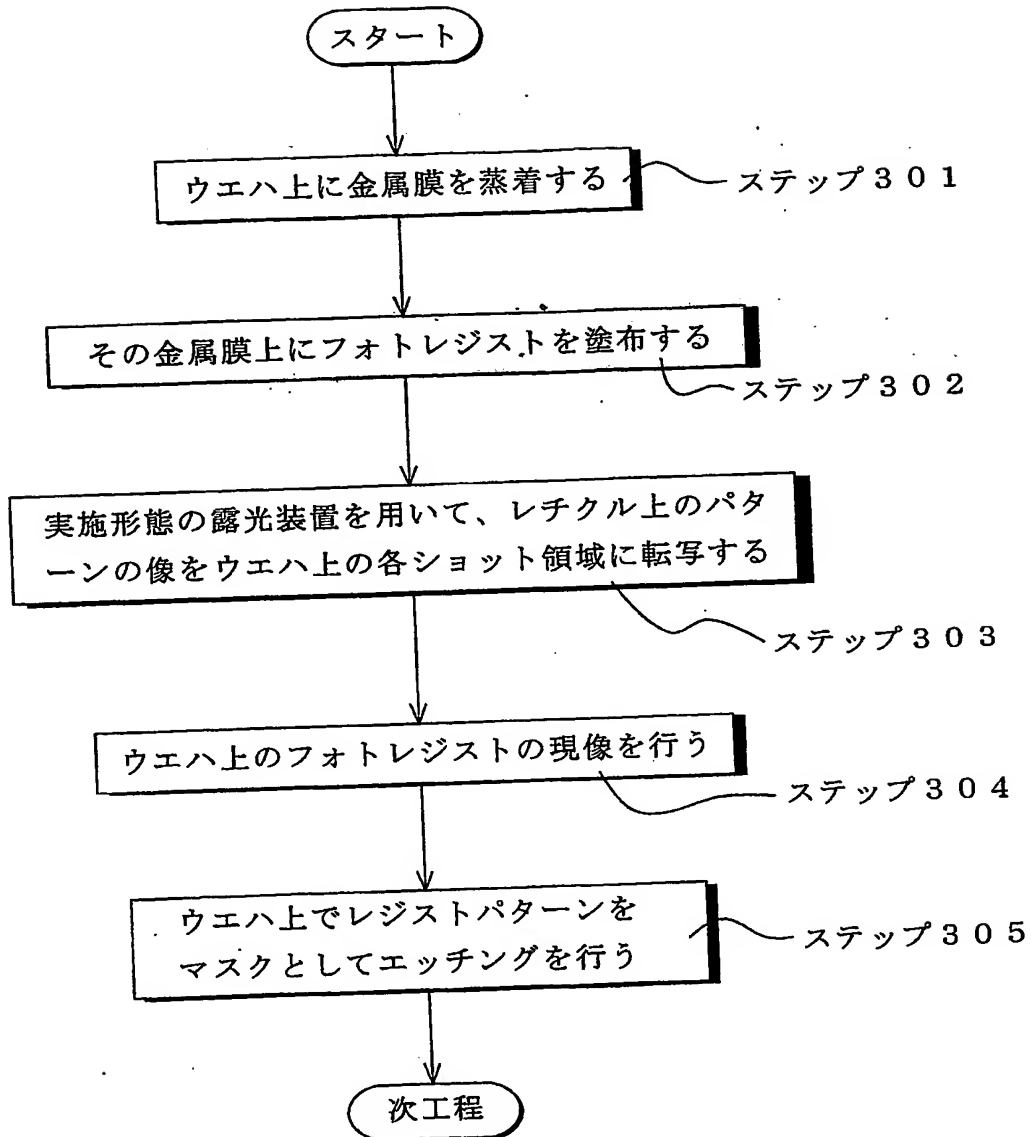 スタート
ウエハ上に金属膜を蒸着する
ステップ301
その金属膜上にフォトレジストを塗布する
ステップ302
実施形態の露光装置を用いて、レチクル上のパタ
ーンの像をウエハ上の各ショット領域に転写する
ステップ303
ウエハ上のフォトレジストの現像を行う
ステップ304
ウエハ上でレジストパターンを
マスクとしてエッチングを行う
ステップ305
次工程